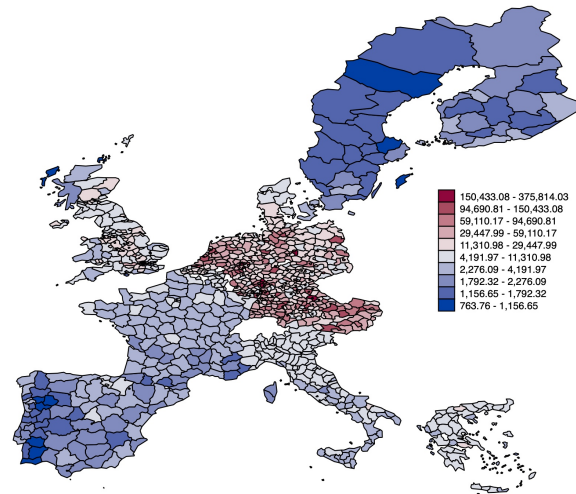 150,433.08 - 375,814.03
94,690.81 - 150,433.08
59,110.17 - 94,690.81
29,447.99 - 59,110.17
11,310.98 - 29,447.99
4,191.97 - 11,310.98
2,276.09 - 4,191.97
1,792.32 - 2,276.09
1,156.65 - 1,792.32
763.76 - 1,156.65